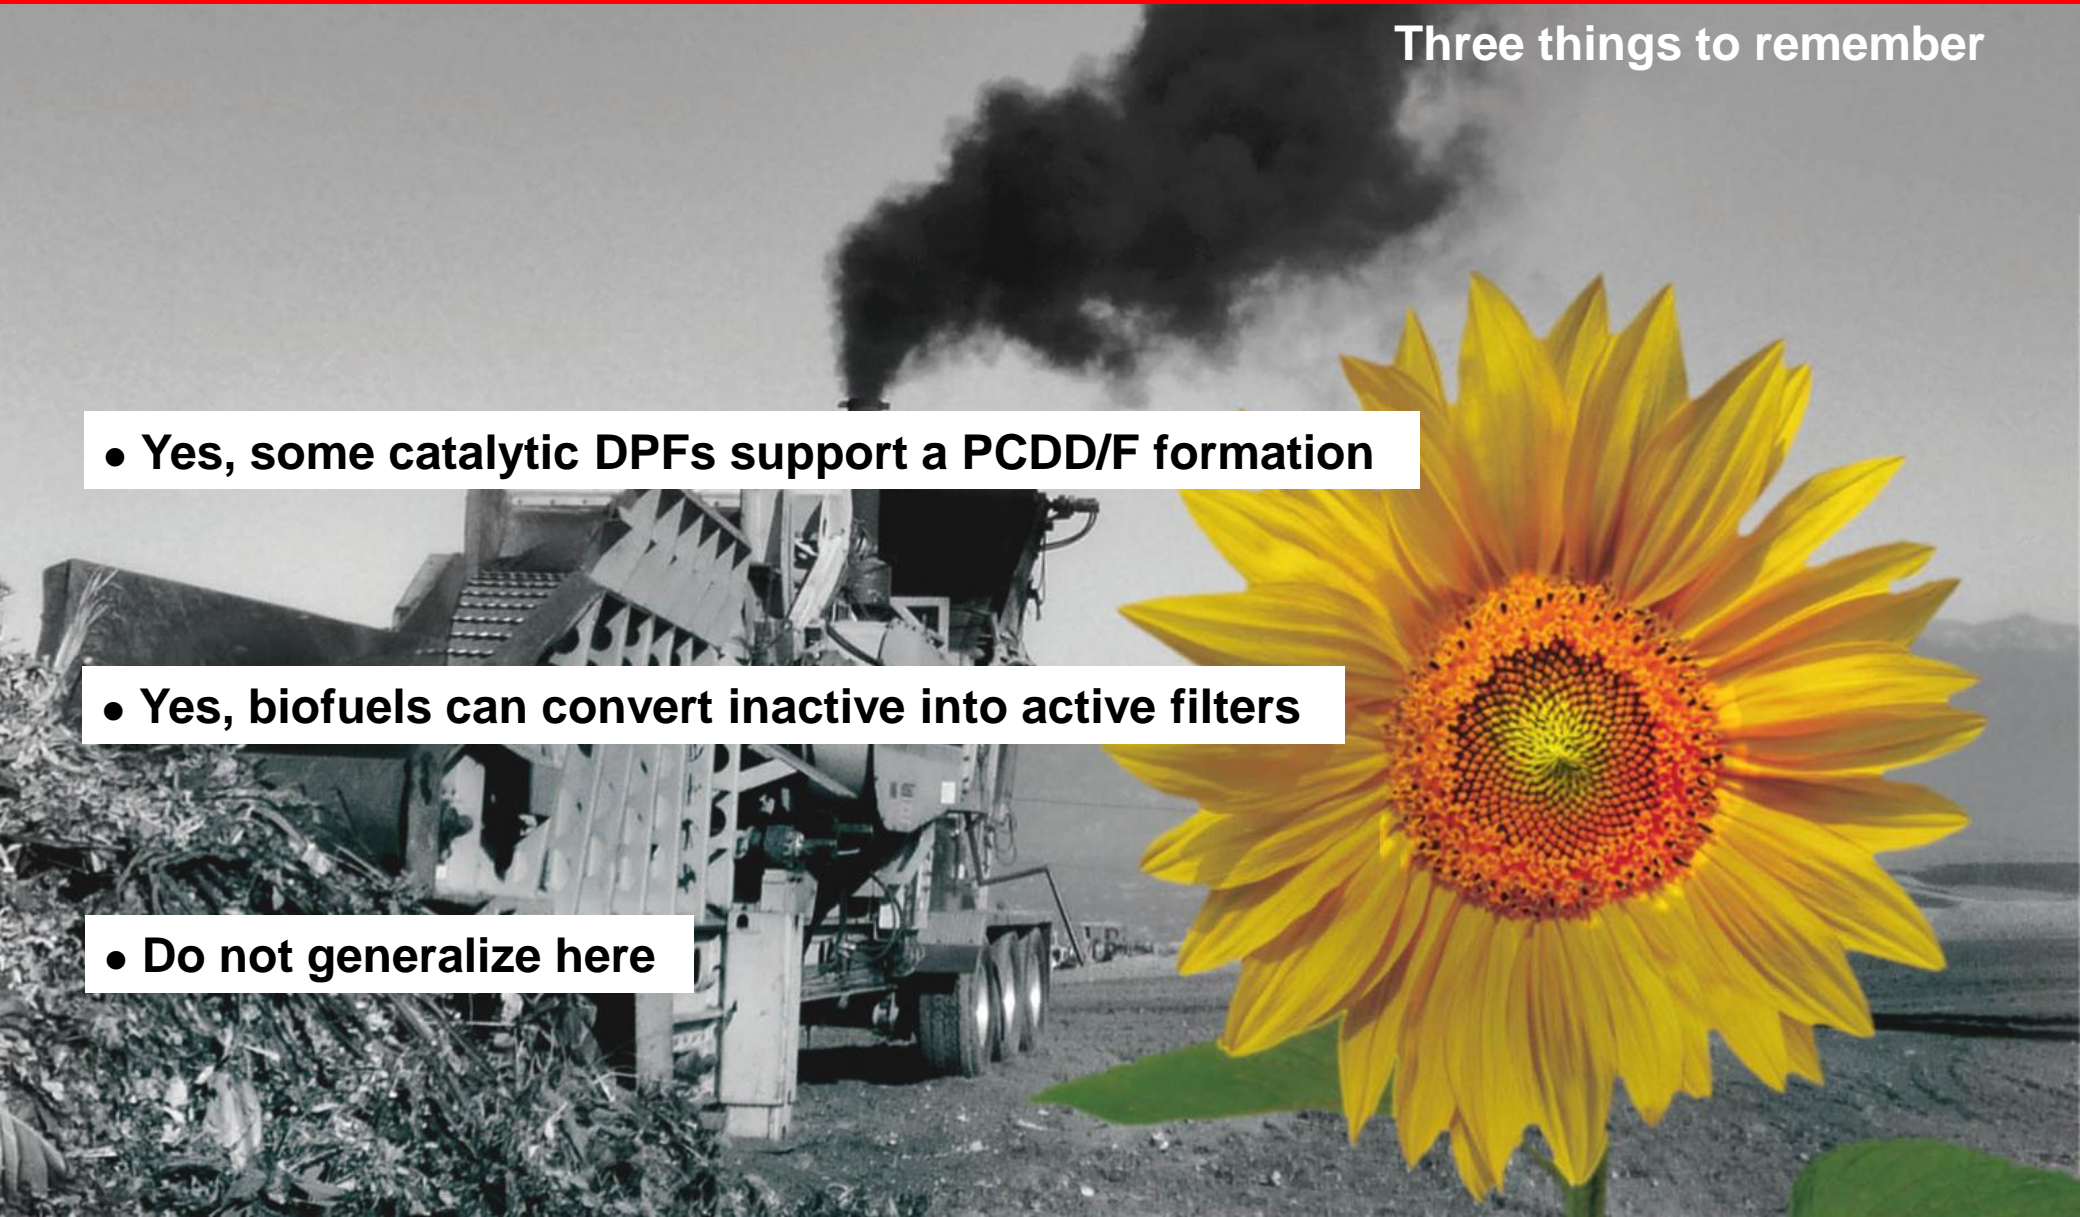 Three things to remember
● Yes, some catalytic DPFs support a PCDD/F formation
● Yes, biofuels can convert inactive into active filters
● Do not generalize here